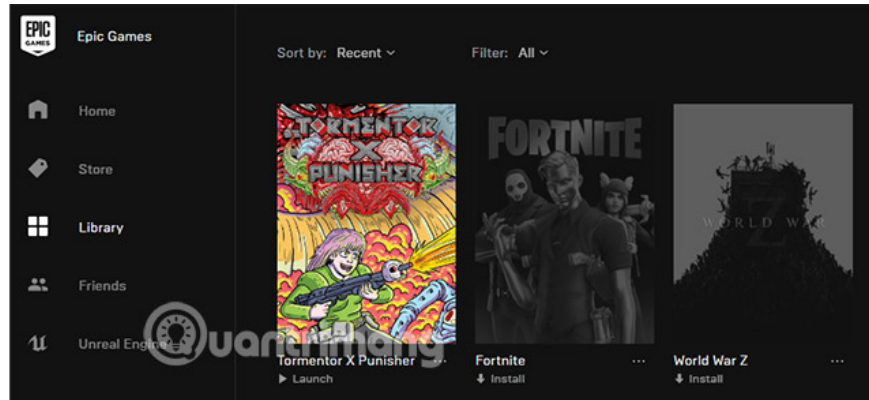 EPIC
GAMES
Epic Games
Home
Store
Library
Friends
Unreal Engine
Sort by: Recent
Filter: All
TORMENTOR
X
PUNISHER
FORTNITE
WORLD WAR
Z
Quantrimang
Tormentor X Punisher ...
Launch
Fortnite ...
Install
World War Z ...
Install